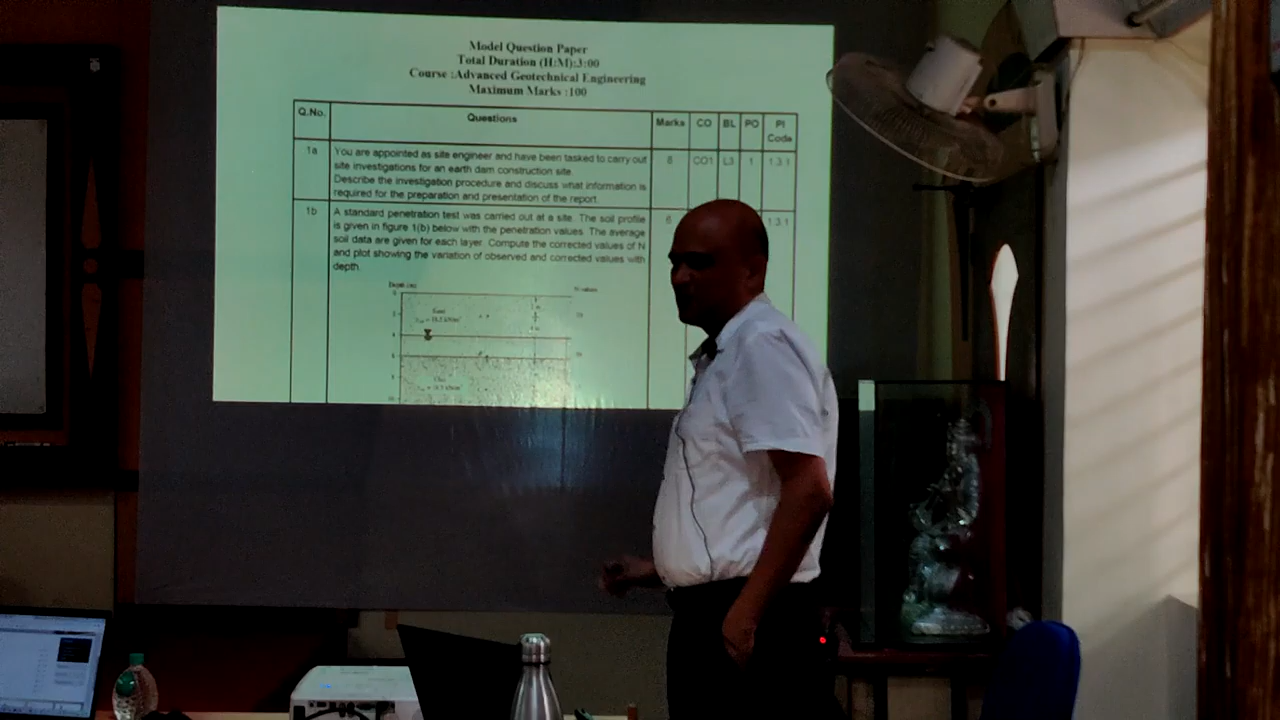 Model Question Paper
Total Duration (H:M):3:00
Course :Advanced Geotechnical Engineering
Maximum Marks :100
Q.No. Questions Marks CO BL PO PI Code
1a You are appointed as site engineer and have been tasked to carry out 6 CO1 L3 1 1.3.1
site investigations for an earth dam construction site.
Describe the investigation procedure and discuss what information is
required for the preparation and presentation of the report.
1b A standard penetration test was carried out at a site. The soil profile 6 1.3.1
is given in figure 1(b) below with the penetration values. The average
soil data are given for each layer. Compute the corrected values of N
and plot showing the variation of observed and corrected values with
depth.
Depth (m) N values
Sand
Clay